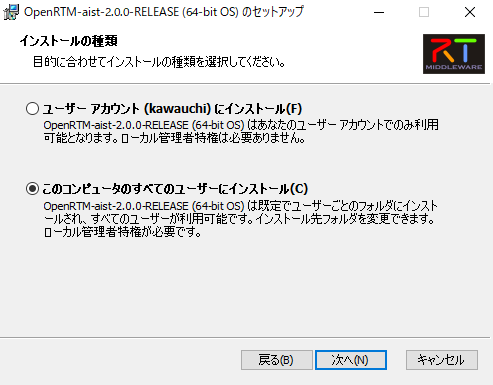 OpenRTM-aist-2.0.0-RELEASE (64-bit OS) のセットアップ
インストールの種類
目的に合わせてインストールの種類を選択してください。
RT
MIDDLEWARE
ユーザー アカウント (kawauchi) にインストール(F)
OpenRTM-aist-2.0.0-RELEASE (64-bit OS) はあなたのユーザー アカウントでのみ利用
可能となります。ローカル管理者特権は必要ありません。
このコンピュータのすべてのユーザーにインストール(C)
OpenRTM-aist-2.0.0-RELEASE (64-bit OS) は既定でユーザーごとのフォルダにインスト
ールされ、すべてのユーザーが利用可能です。インストール先フォルダを変更できます。
ローカル管理者特権が必要です。
戻る(B)
次へ(N)
キャンセル